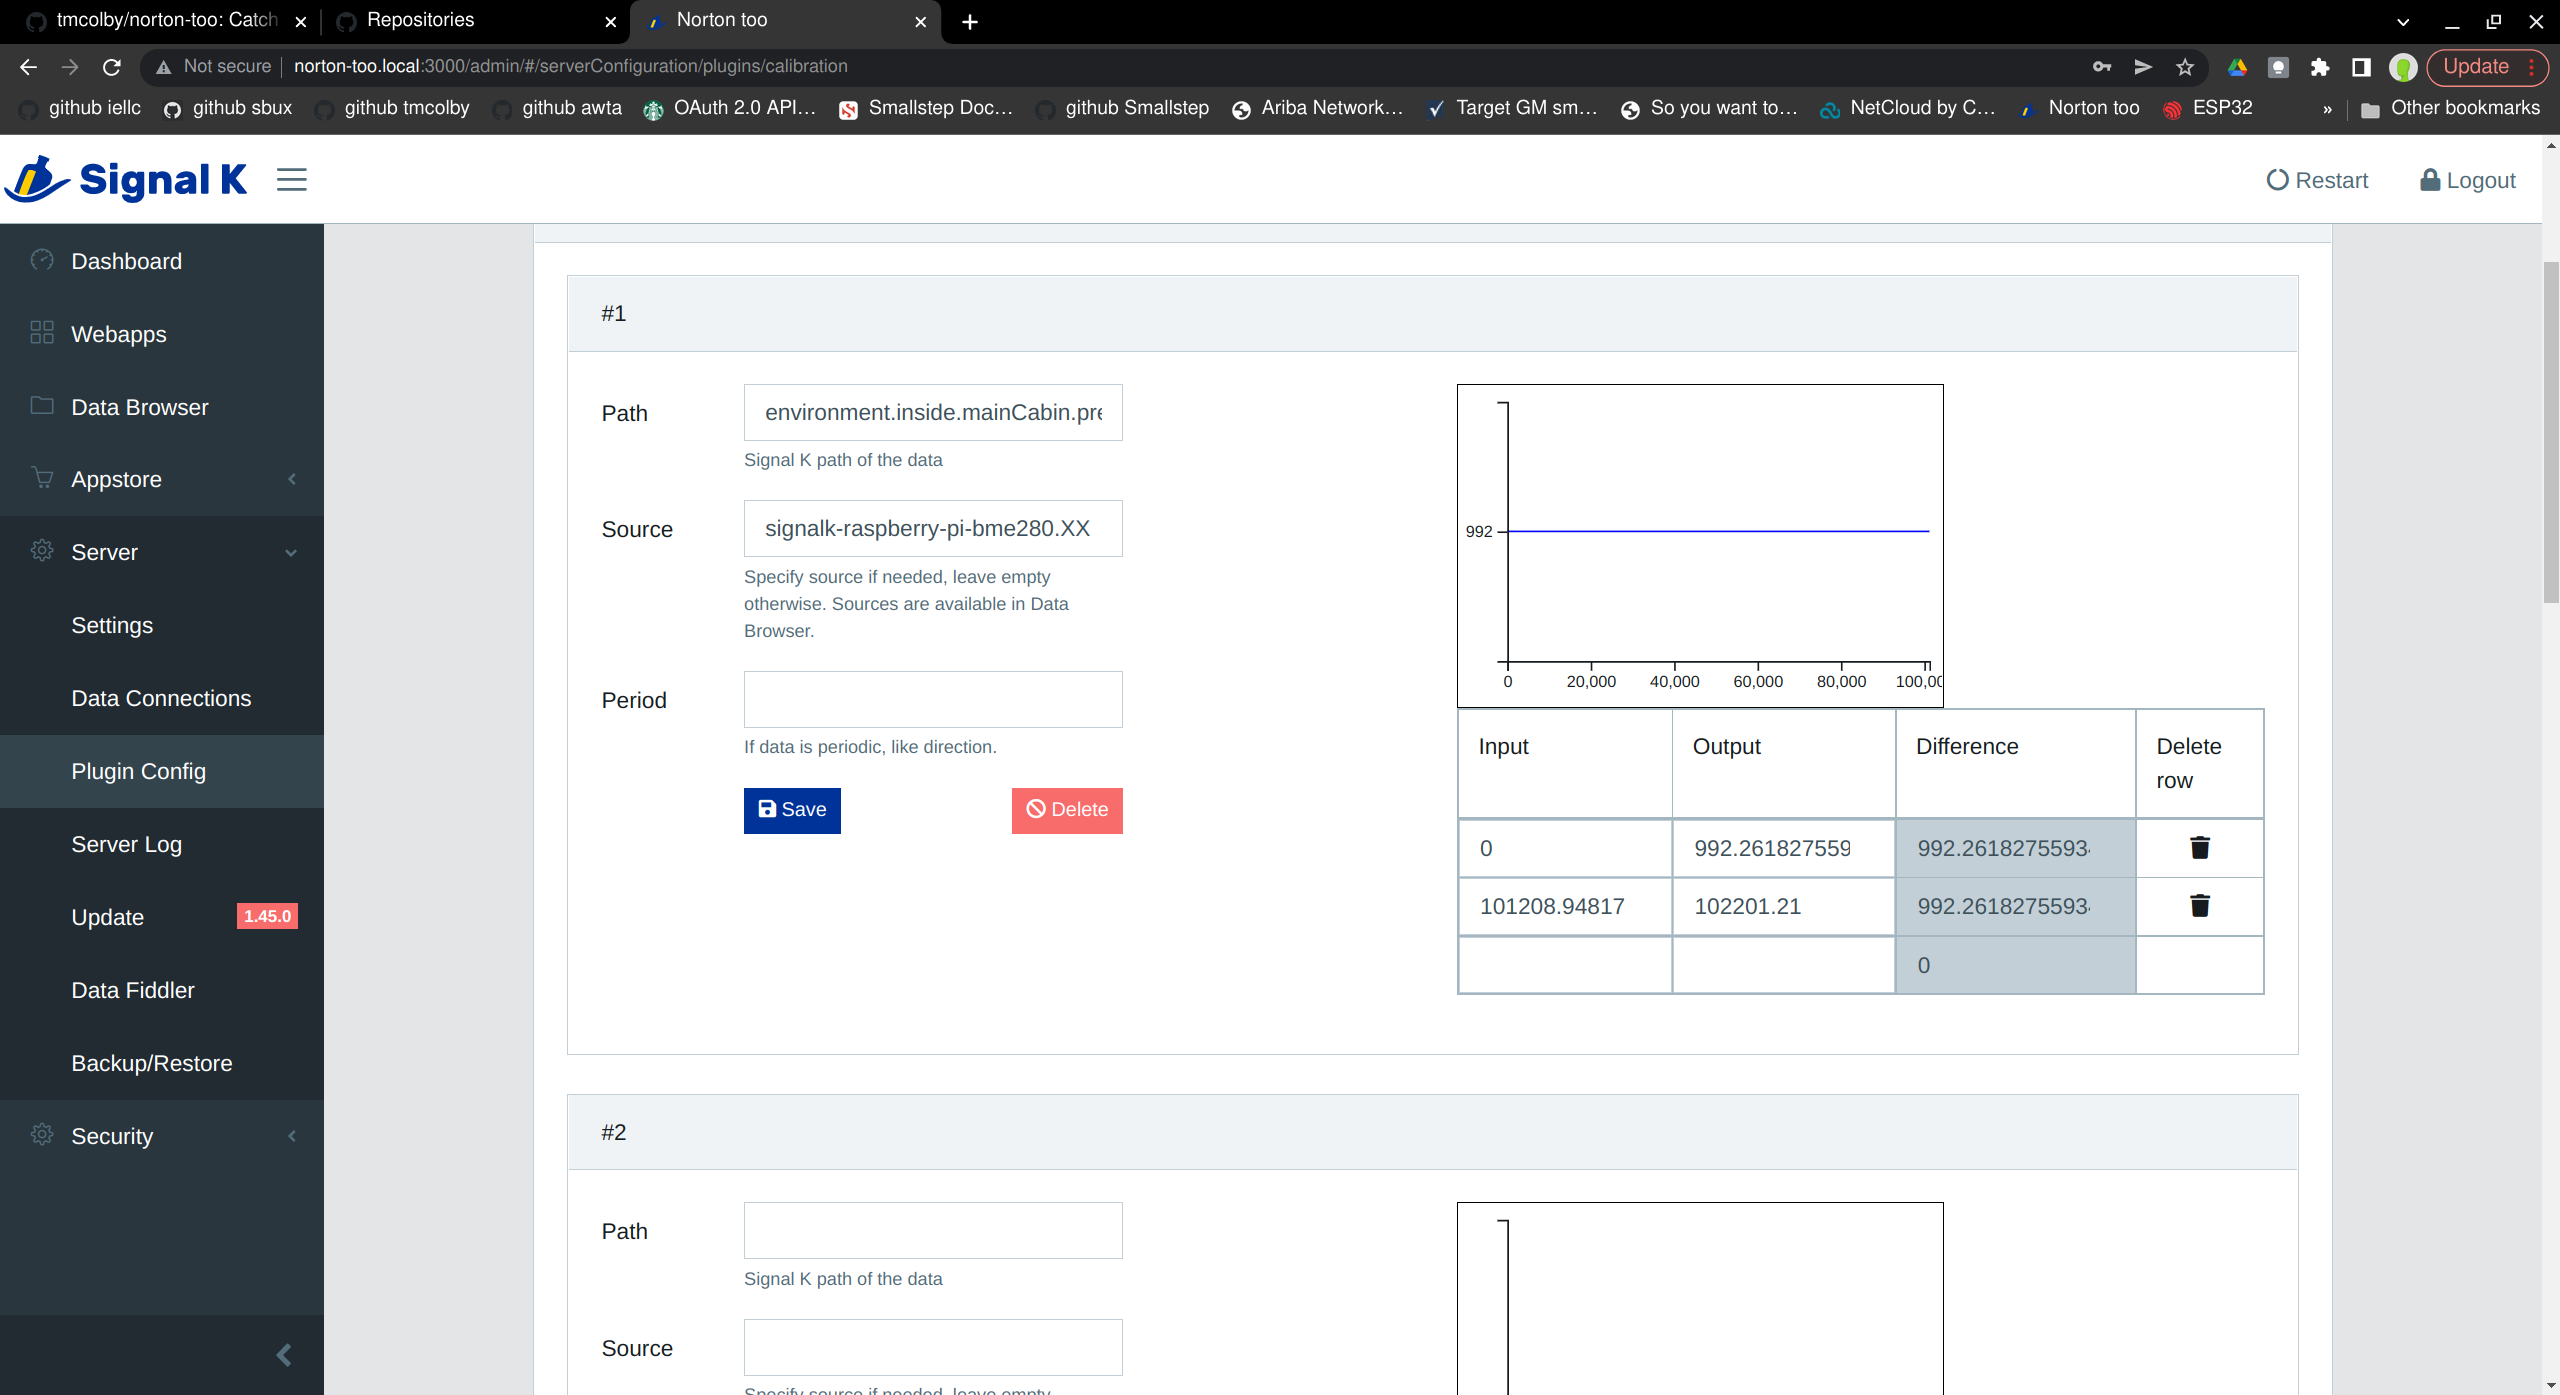 tmcolby/norton-too: Catch
Repositories
Norton too
Not secure
norton-too.local:3000/admin/#/serverConfiguration/plugins/calibration
Update
github iellc
github sbux
github tmcolby
github awta
OAuth 2.0 API…
Smallstep Doc…
github Smallstep
Ariba Network…
Target GM sm…
So you want to…
NetCloud by C…
Norton too
ESP32
»
Other bookmarks
Signal K
Restart
Logout
Dashboard
Webapps
Data Browser
Appstore
Server
Settings
Data Connections
Plugin Config
Server Log
Update 1.45.0
Data Fiddler
Backup/Restore
Security
#1
Path
environment.inside.mainCabin.pre
Signal K path of the data
Source
signalk-raspberry-pi-bme280.XX
Specify source if needed, leave empty
otherwise. Sources are available in Data
Browser.
Period
If data is periodic, like direction.
Save
Delete
992
0 20,000 40,000 60,000 80,000 100,00
Input Output Difference Delete
row
0 992.261827559 992.2618275593
101208.94817 102201.21 992.2618275593
0
#2
Path
Signal K path of the data
Source
Specify source if needed, leave empty